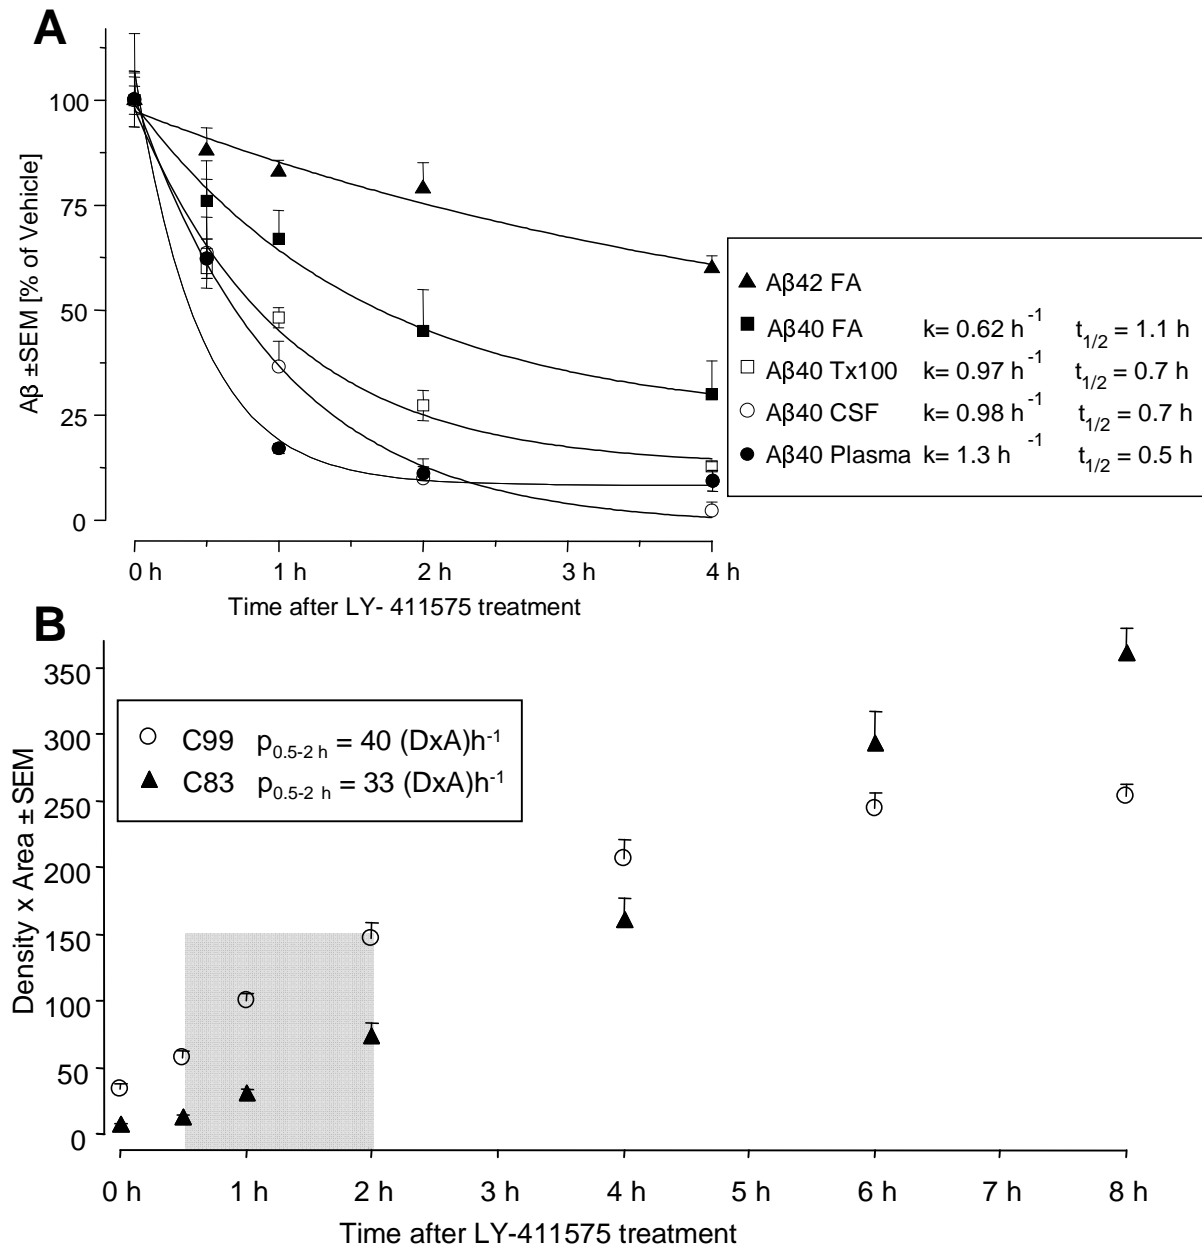 A
Aβ ±SEM [% of Vehicle]
100
75
50
25
0
0 h 1 h 2 h 3 h 4 h
Time after LY- 411575 treatment
Aβ42 FA
Aβ40 FA k= 0.62 h-1 t1/2 = 1.1 h
Aβ40 Tx100 k= 0.97 h-1 t1/2 = 0.7 h
Aβ40 CSF k= 0.98 h-1 t1/2 = 0.7 h
Aβ40 Plasma k= 1.3 h-1 t1/2 = 0.5 h
B
Density x Area ±SEM
350
300
250
200
150
100
50
0
C99 p0.5-2 h = 40 (DxA)h-1
C83 p0.5-2 h = 33 (DxA)h-1
0 h 1 h 2 h 3 h 4 h 5 h 6 h 7 h 8 h
Time after LY-411575 treatment